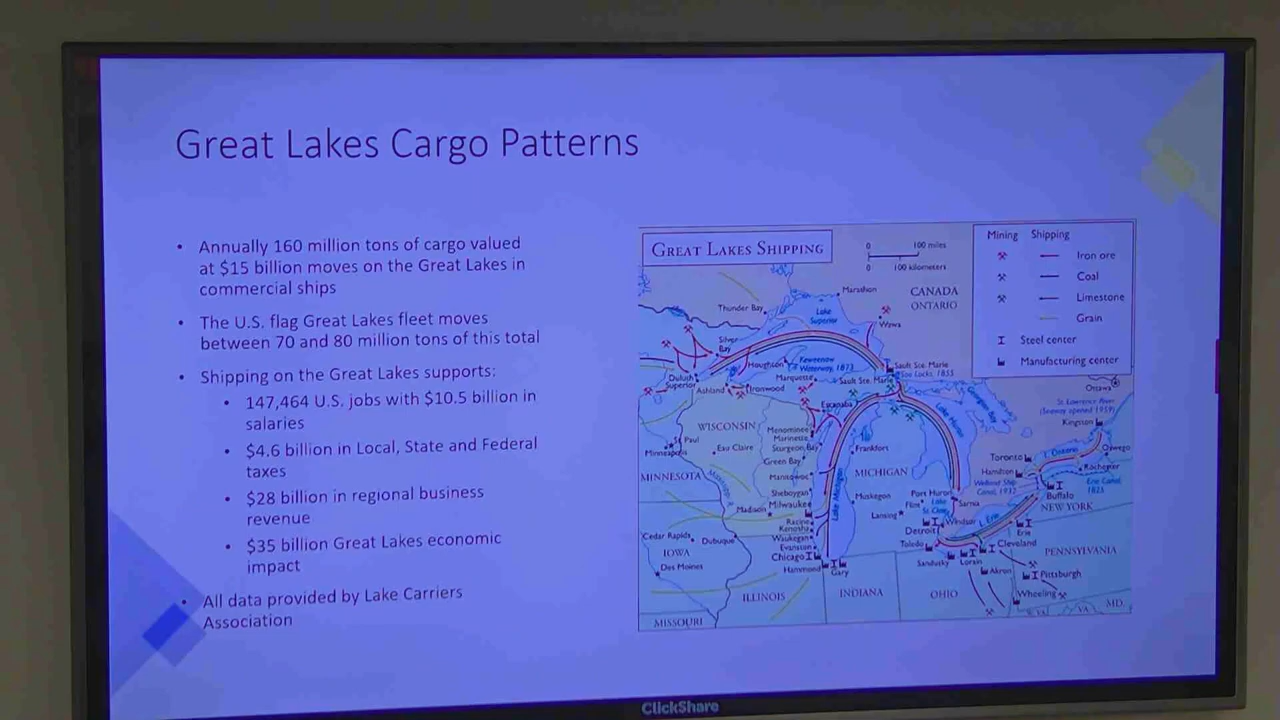 Great Lakes Cargo Patterns
• Annually 160 million tons of cargo valued
at $15 billion moves on the Great Lakes in
commercial ships
• The U.S. flag Great Lakes fleet moves
between 70 and 80 million tons of this total
• Shipping on the Great Lakes supports:
• 147,464 U.S. jobs with $10.5 billion in
salaries
• $4.6 billion in Local, State and Federal
taxes
• $28 billion in regional business
revenue
• $35 billion Great Lakes economic
impact
• All data provided by Lake Carriers
Association
GREAT LAKES SHIPPING
0 100 miles
0 100 kilometers
Mining Shipping
Iron ore
Coal
Limestone
Grain
Steel center
Manufacturing center
CANADA
ONTARIO
Marathon
Thunder Bay
Lake
Superior
Wawa
Silver
Bay
Houghton
Keweenaw
Waterway, 1873
Duluth
Superior
Ashland
Ironwood
Marquette
Sault Ste. Marie
Sault Ste. Marie
Soo Locks, 1855
Escanaba
Georgian Bay
Lake Huron
Ottawa
St. Lawrence River
(Seaway opened 1959)
Kingston
WISCONSIN
Menominee
Marinette
Sturgeon Bay
Green Bay
Manitowoc
St. Paul
Minneapolis
Eau Claire
MINNESOTA
Mississippi R.
Frankfort
MICHIGAN
Lake Michigan
Toronto
L. Ontario
Oswego
Hamilton
Rochester
Welland Ship
Canal, 1932
Erie Canal,
1825
Buffalo
NEW YORK
Sheboygan
Milwaukee
Madison
Racine
Kenosha
Waukegan
Evanston
Chicago
Hammond
Gary
Muskegon
Lansing
Port Huron
Flint
Lake
St. Clair
Sarnia
Detroit
Windsor
L. Erie
Toledo
Sandusky
Lorain
Cleveland
Erie
Akron
PENNSYLVANIA
Pittsburgh
Wheeling
Cedar Rapids
Dubuque
IOWA
Des Moines
ILLINOIS
INDIANA
OHIO
MISSOURI
W. VA.
VA.
MD.
ClickShare